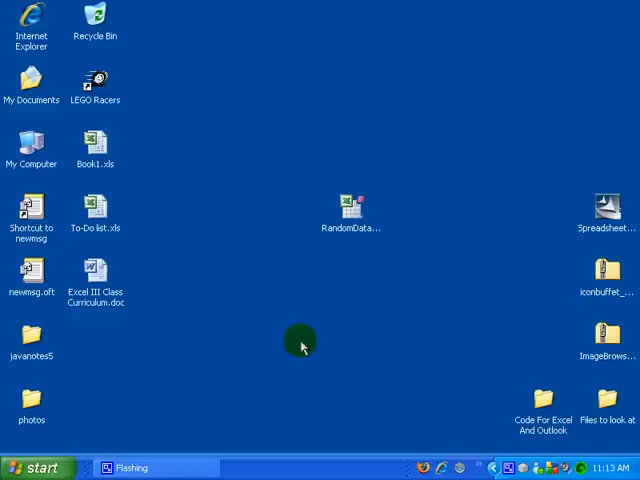 Internet
Explorer
Recycle Bin
My Documents
LEGO Racers
My Computer
Book1.xls
Shortcut to
newmsg
To-Do list.xls
RandomData...
Spreadsheet...
newmsg.oft
Excel III Class
Curriculum.doc
iconbuffet_...
javanotes5
ImageBrows...
photos
Code For Excel
And Outlook
Files to look at
start
Flashing
11:13 AM